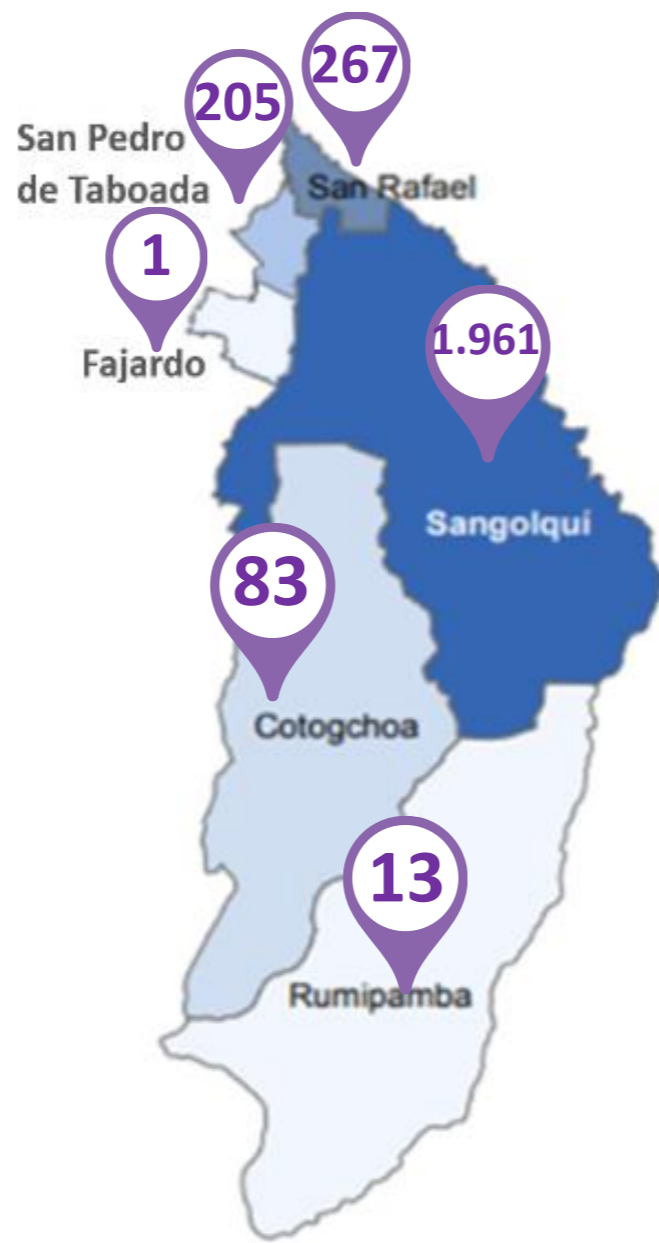 267
205
San Pedro
de Taboada
San Rafael
1
Fajardo
1.961
Sangolquí
83
Cotogchoa
13
Rumipamba